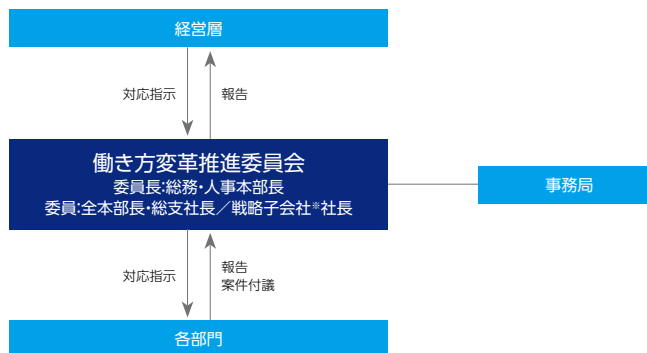 経営層
対応指示
報告
働き方変革推進委員会
委員長:総務・人事本部長
委員:全本部長・総支社長／戦略子会社※社長
事務局
対応指示
報告
案件付議
各部門